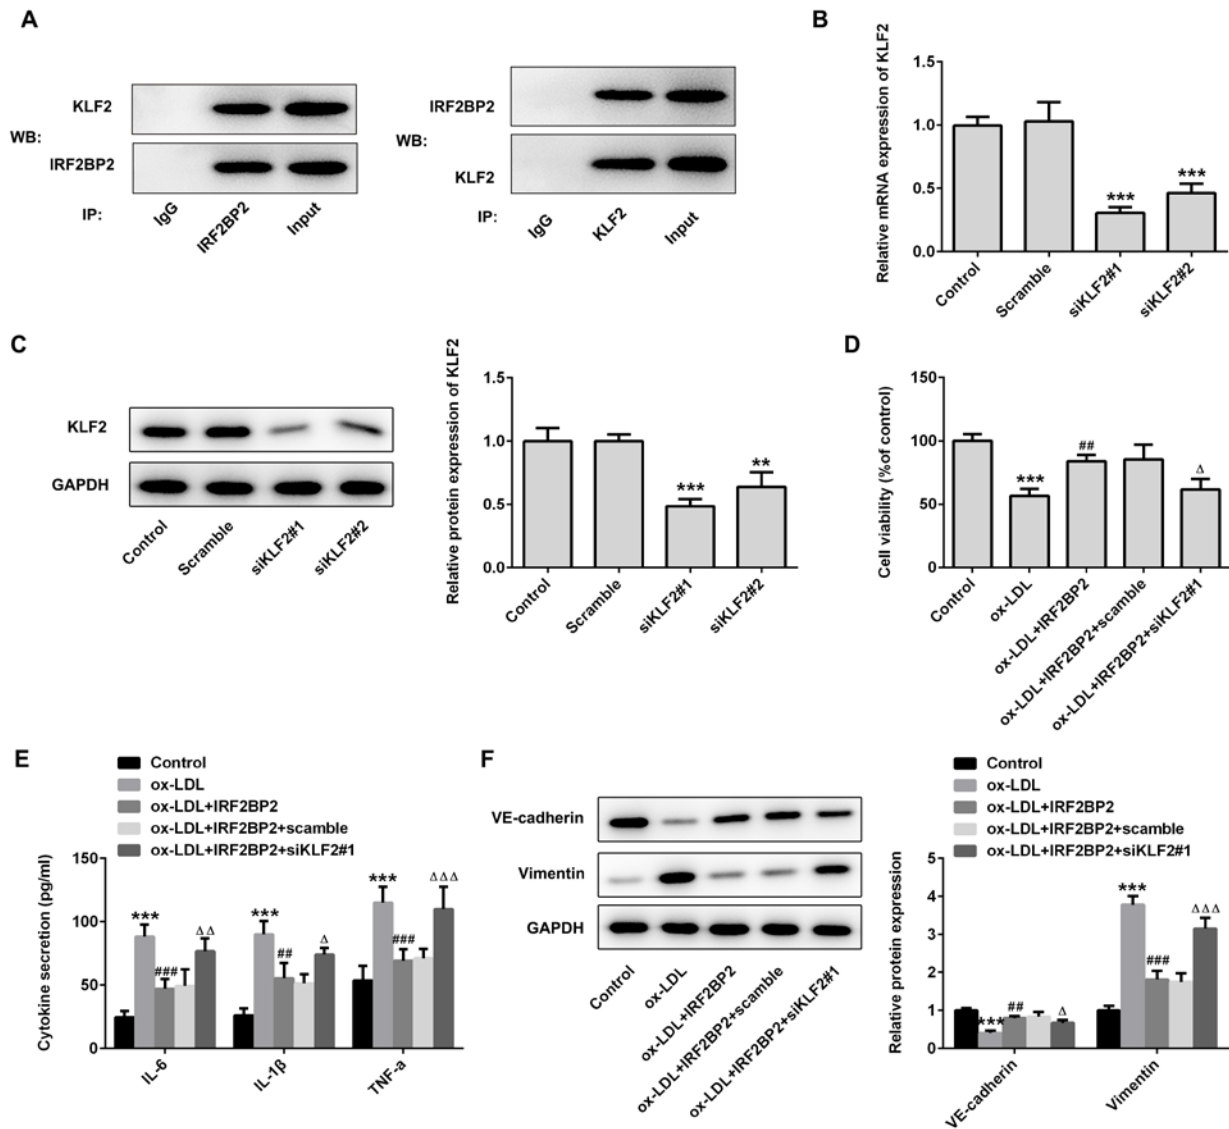 A
KLF2
WB:
IRF2BP2
IP:
IgG
IRF2BP2
Input
IRF2BP2
WB:
KLF2
IP:
IgG
KLF2
Input
B
Relative mRNA expression of KLF2
1.5
1.0
0.5
0.0
***
***
Control
Scramble
siKLF2#1
siKLF2#2
C
KLF2
GAPDH
Control
Scramble
siKLF2#1
siKLF2#2
Relative protein expression of KLF2
1.5
1.0
0.5
0.0
***
**
Control
Scramble
siKLF2#1
siKLF2#2
D
Cell viability (%of control)
150
100
50
0
***
##
Δ
Control
ox-LDL
ox-LDL+IRF2BP2
ox-LDL+IRF2BP2+scamble
ox-LDL+IRF2BP2+siKLF2#1
E
Control
ox-LDL
ox-LDL+IRF2BP2
ox-LDL+IRF2BP2+scamble
ox-LDL+IRF2BP2+siKLF2#1
Cytokine secretion (pg/ml)
150
100
50
0
***
###
ΔΔ
***
##
Δ
***
###
ΔΔΔ
IL-6
IL-1β
TNF-a
F
VE-cadherin
Vimentin
GAPDH
Control
ox-LDL
ox-LDL+IRF2BP2
ox-LDL+IRF2BP2+scamble
ox-LDL+IRF2BP2+siKLF2#1
Control
ox-LDL
ox-LDL+IRF2BP2
ox-LDL+IRF2BP2+scamble
ox-LDL+IRF2BP2+siKLF2#1
Relative protein expression
5
4
3
2
1
0
***
##
Δ
***
###
ΔΔΔ
VE-cadherin
Vimentin